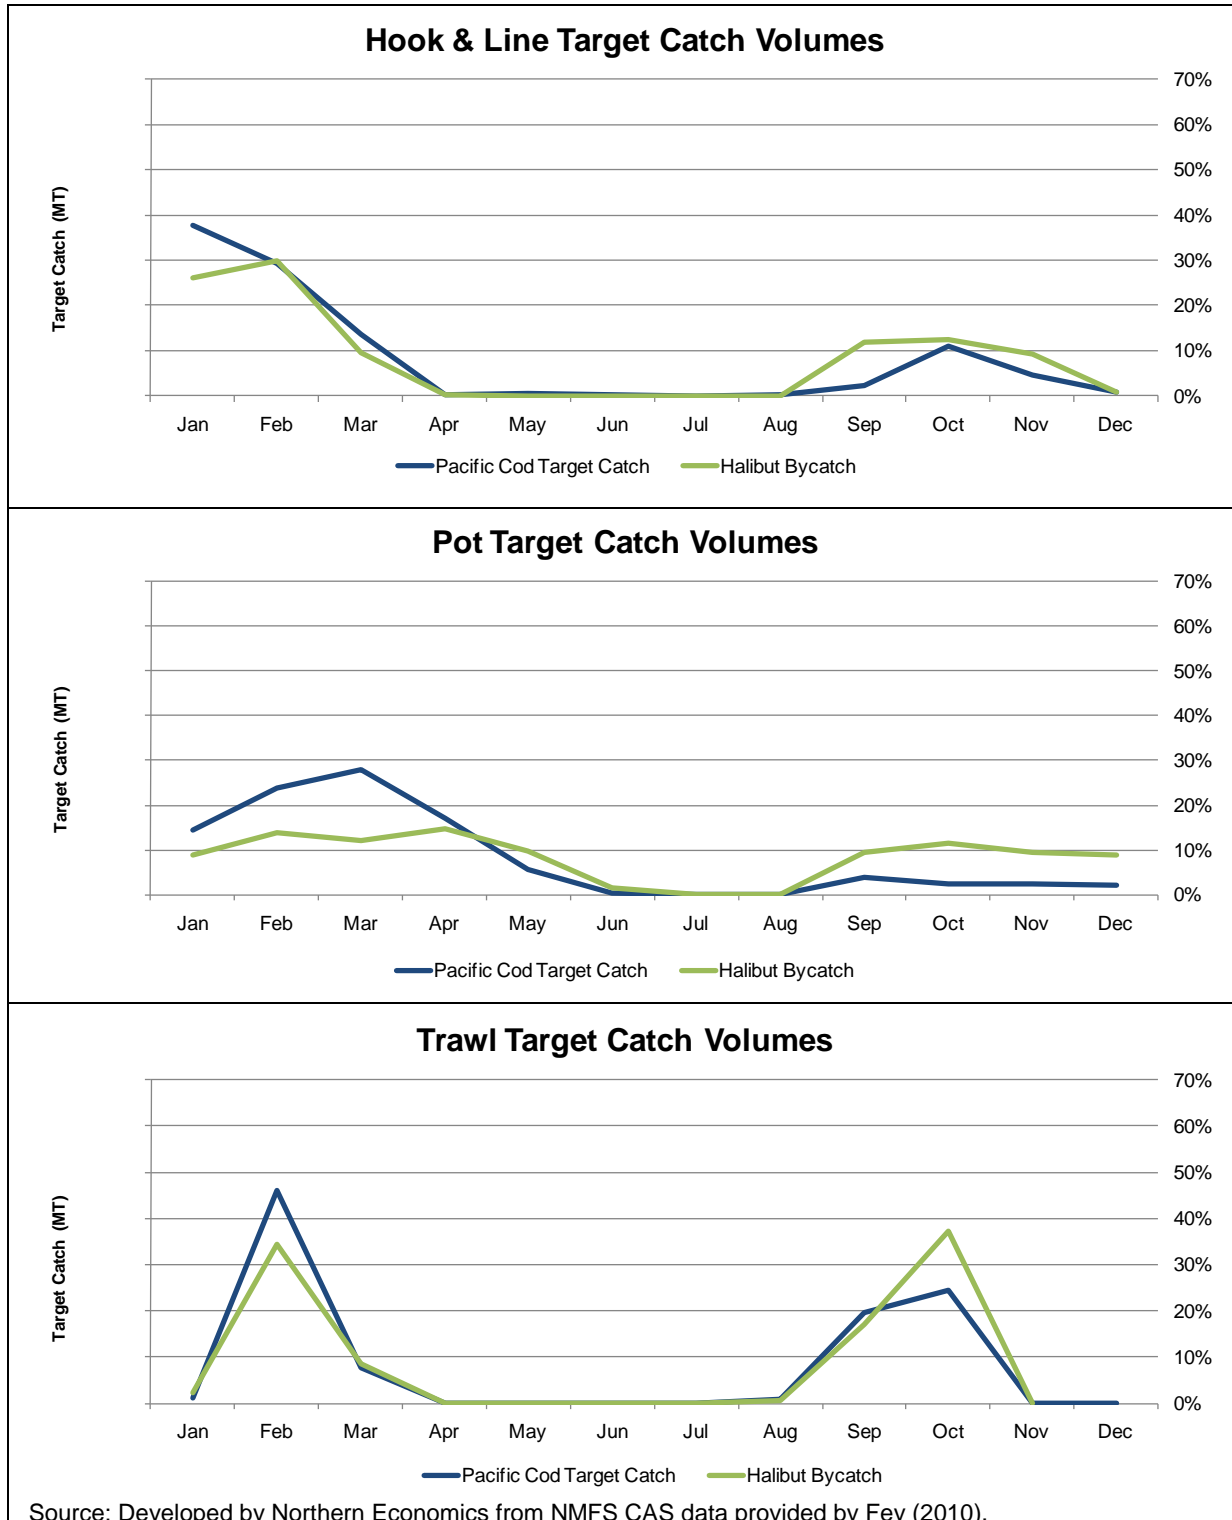 Hook & Line Target Catch Volumes
70%
60%
50%
40%
30%
20%
10%
0%
Target Catch (MT)
Jan Feb Mar Apr May Jun Jul Aug Sep Oct Nov Dec
Pacific Cod Target Catch Halibut Bycatch
Pot Target Catch Volumes
70%
60%
50%
40%
30%
20%
10%
0%
Target Catch (MT)
Jan Feb Mar Apr May Jun Jul Aug Sep Oct Nov Dec
Pacific Cod Target Catch Halibut Bycatch
Trawl Target Catch Volumes
70%
60%
50%
40%
30%
20%
10%
0%
Target Catch (MT)
Jan Feb Mar Apr May Jun Jul Aug Sep Oct Nov Dec
Pacific Cod Target Catch Halibut Bycatch
Source: Developed by Northern Economics from NMFS CAS data provided by Fey (2010).